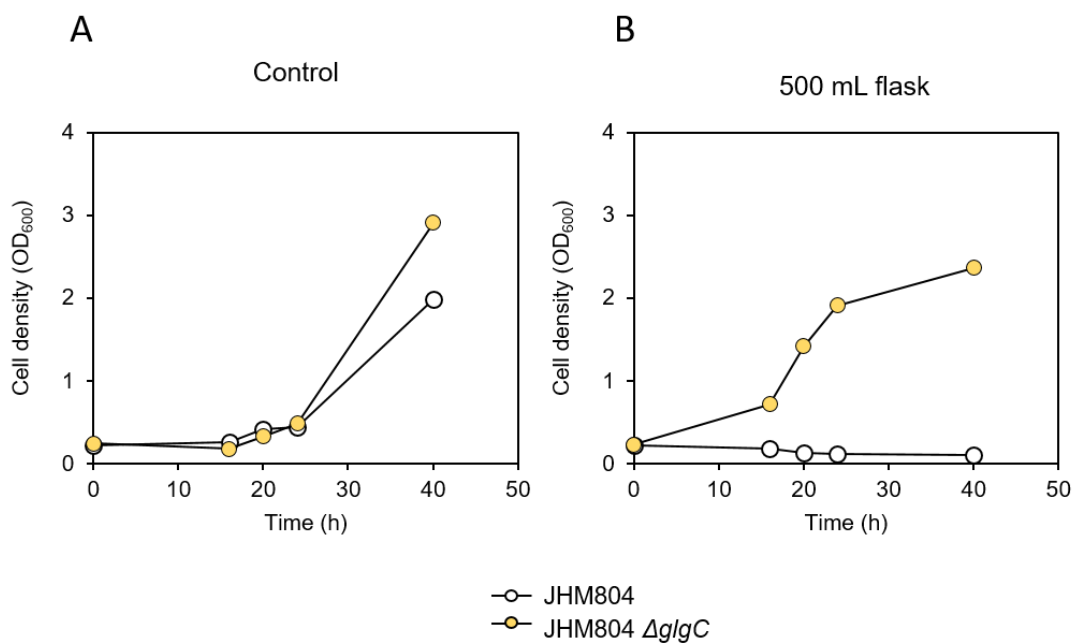 A
Control
Cell density (OD600)
4
3
2
1
0
0 10 20 30 40 50
Time (h)
B
500 mL flask
Cell density (OD600)
4
3
2
1
0
0 10 20 30 40 50
Time (h)
JHM804
JHM804 ΔglgC